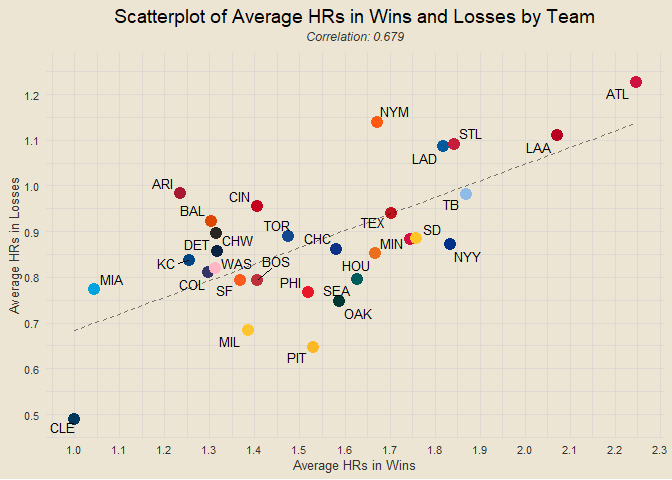 Scatterplot of Average HRs in Wins and Losses by Team
Correlation: 0.679
Average HRs in Losses
1.2
1.1
1.0
0.9
0.8
0.7
0.6
0.5
ATL
NYM
STL
LAA
LAD
ARI
CIN
TB
BAL
TOR
TEX
SD
DET
CHW
CHC
MIN
NYY
KC
WAS
BOS
HOU
MIA
COL
SF
PHI
SEA
OAK
MIL
PIT
CLE
1.0 1.1 1.2 1.3 1.4 1.5 1.6 1.7 1.8 1.9 2.0 2.1 2.2 2.3
Average HRs in Wins